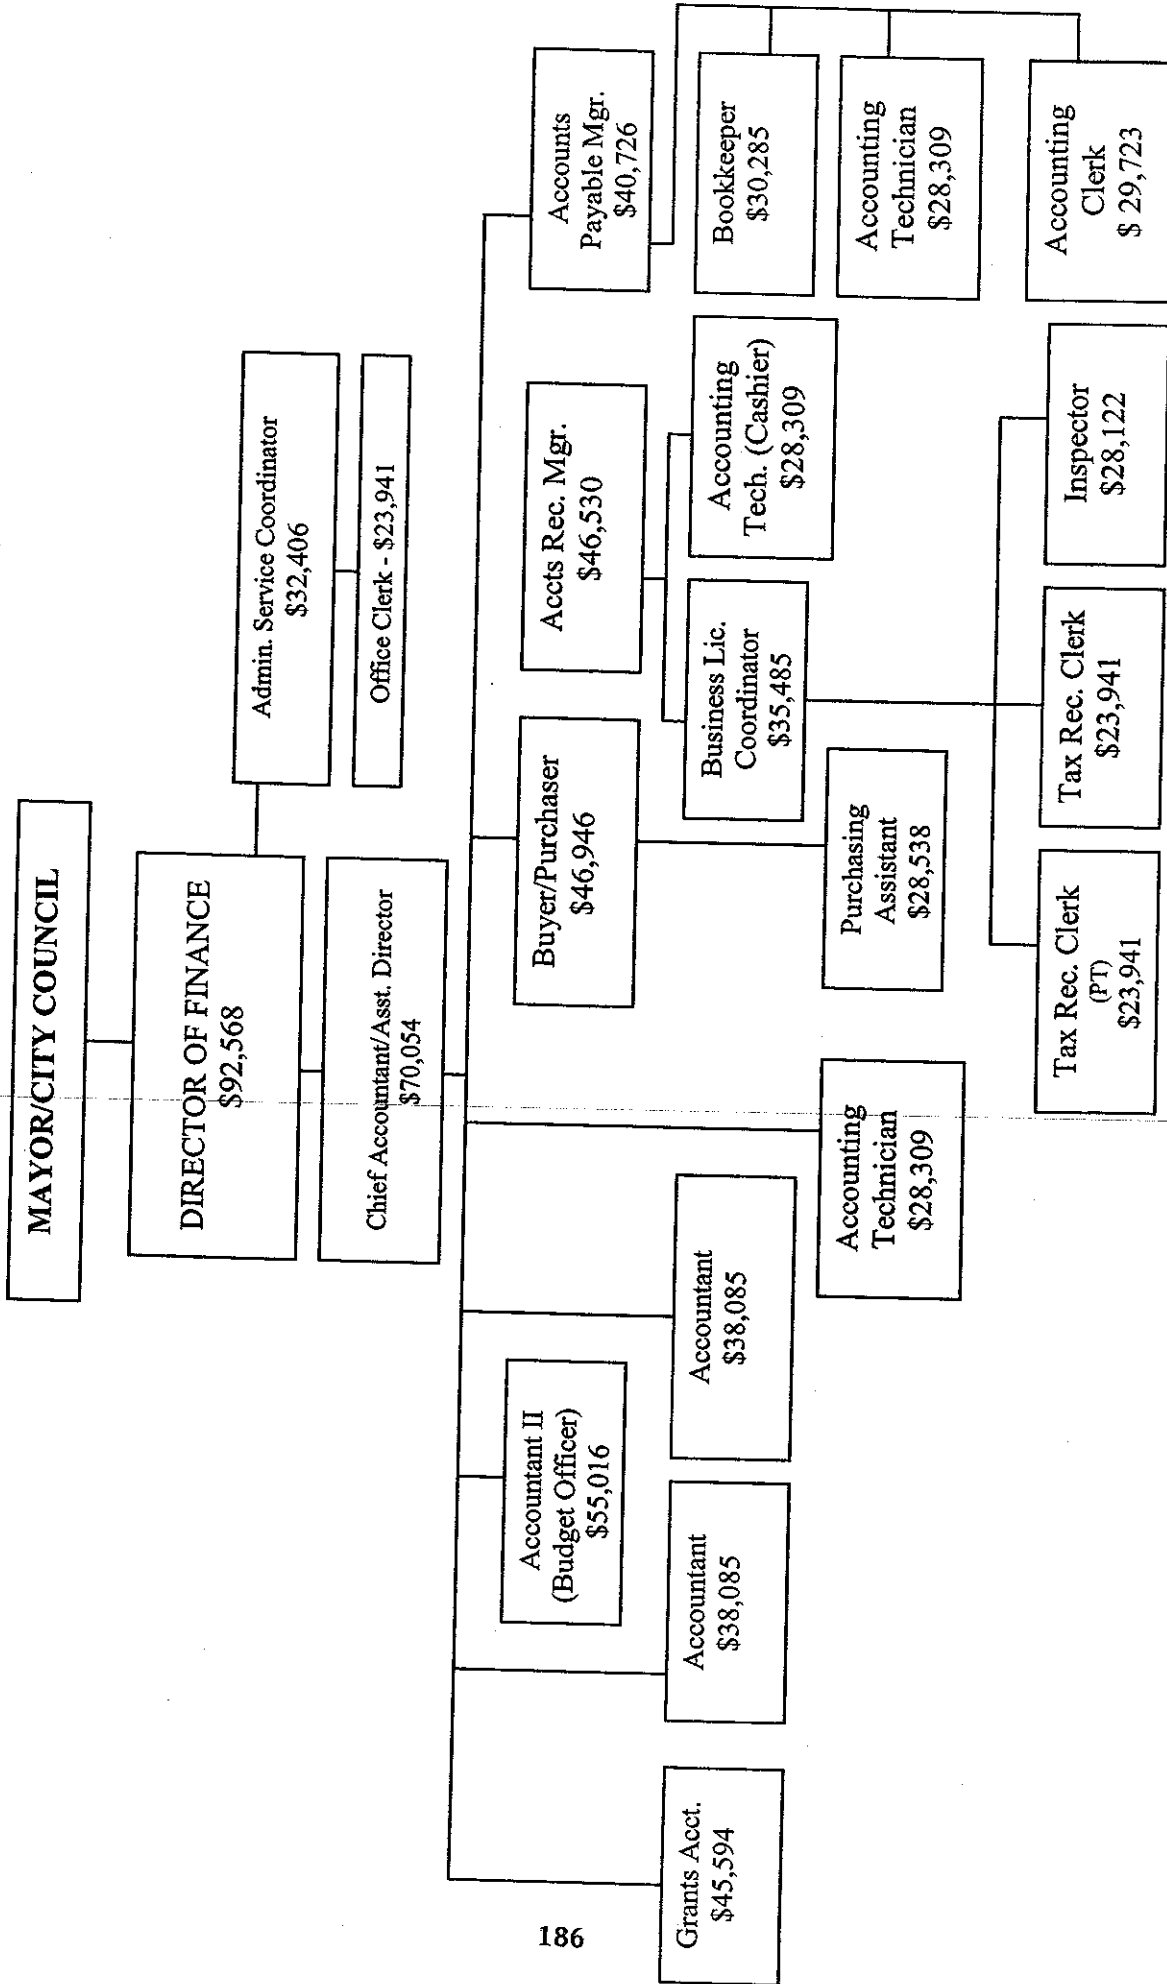 MAYOR/CITY COUNCIL
DIRECTOR OF FINANCE
$92,568
Admin. Service Coordinator
$32,406
Office Clerk - $23,941
Chief Accountant/Asst. Director
$70,054
Grants Acct.
$45,594
Accountant
$38,085
Accountant II
(Budget Officer)
$55,016
Accountant
$38,085
Accounting
Technician
$28,309
Buyer/Purchaser
$46,946
Purchasing
Assistant
$28,538
Accts Rec. Mgr.
$46,530
Business Lic.
Coordinator
$35,485
Accounting
Tech. (Cashier)
$28,309
Tax Rec. Clerk
(PT)
$23,941
Tax Rec. Clerk
$23,941
Inspector
$28,122
Accounts
Payable Mgr.
$40,726
Bookkeeper
$30,285
Accounting
Technician
$28,309
Accounting
Clerk
$ 29,723
186